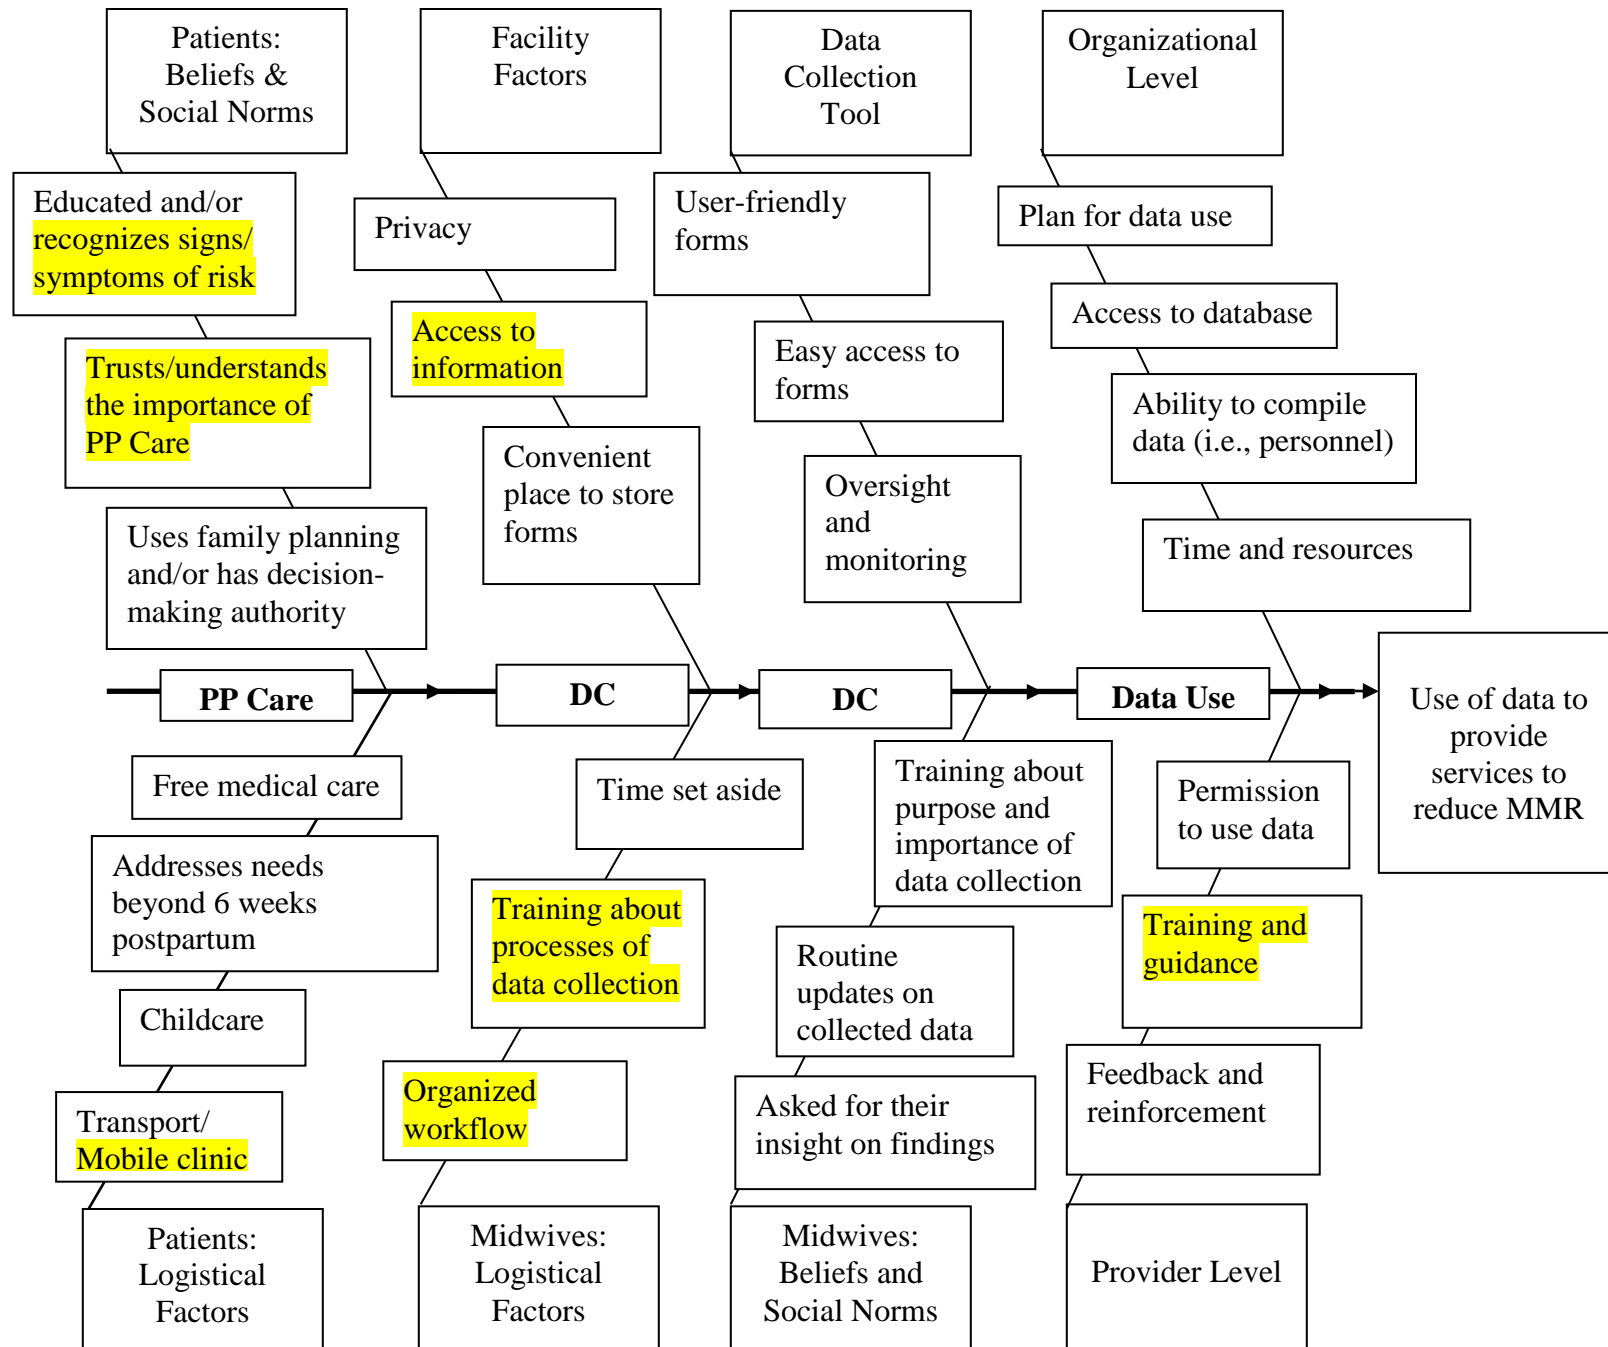 Patients:
Beliefs &
Social Norms
Facility
Factors
Data
Collection
Tool
Organizational
Level
Educated and/or
recognizes signs/
symptoms of risk
Privacy
User-friendly
forms
Plan for data use
Trusts/understands
the importance of
PP Care
Access to
information
Easy access to
forms
Access to database
Uses family planning
and/or has decision-
making authority
Convenient
place to store
forms
Oversight
and
monitoring
Ability to compile
data (i.e., personnel)
Time and resources
PP Care
DC
DC
Data Use
Use of data to
provide
services to
reduce MMR
Free medical care
Time set aside
Training about
purpose and
importance of
data collection
Permission
to use data
Addresses needs
beyond 6 weeks
postpartum
Training about
processes of
data collection
Routine
updates on
collected data
Training and
guidance
Childcare
Organized
workflow
Asked for their
insight on findings
Feedback and
reinforcement
Transport/
Mobile clinic
Patients:
Logistical
Factors
Midwives:
Logistical
Factors
Midwives:
Beliefs and
Social Norms
Provider Level